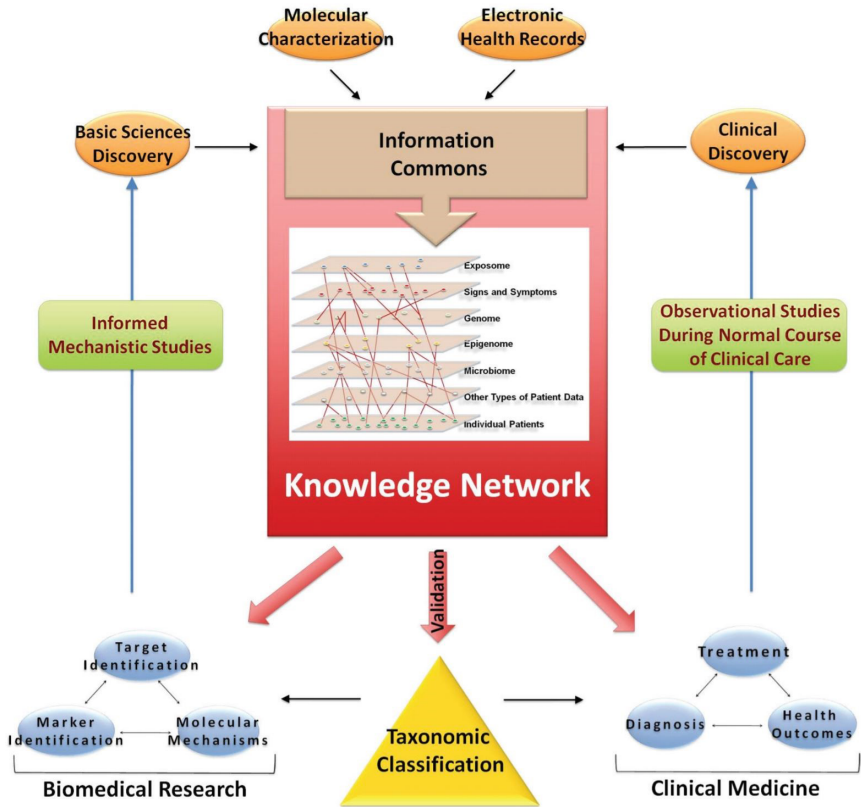 Molecular
Characterization
Electronic
Health Records
Basic Sciences
Discovery
Information
Commons
Clinical
Discovery
Exposome
Signs and Symptoms
Genome
Epigenome
Microbiome
Other Types of Patient Data
Individual Patients
Informed
Mechanistic Studies
Observational Studies
During Normal Course
of Clinical Care
Knowledge Network
Validation
Target
Identification
Marker
Identification
Molecular
Mechanisms
Biomedical Research
Taxonomic
Classification
Treatment
Diagnosis
Health
Outcomes
Clinical Medicine